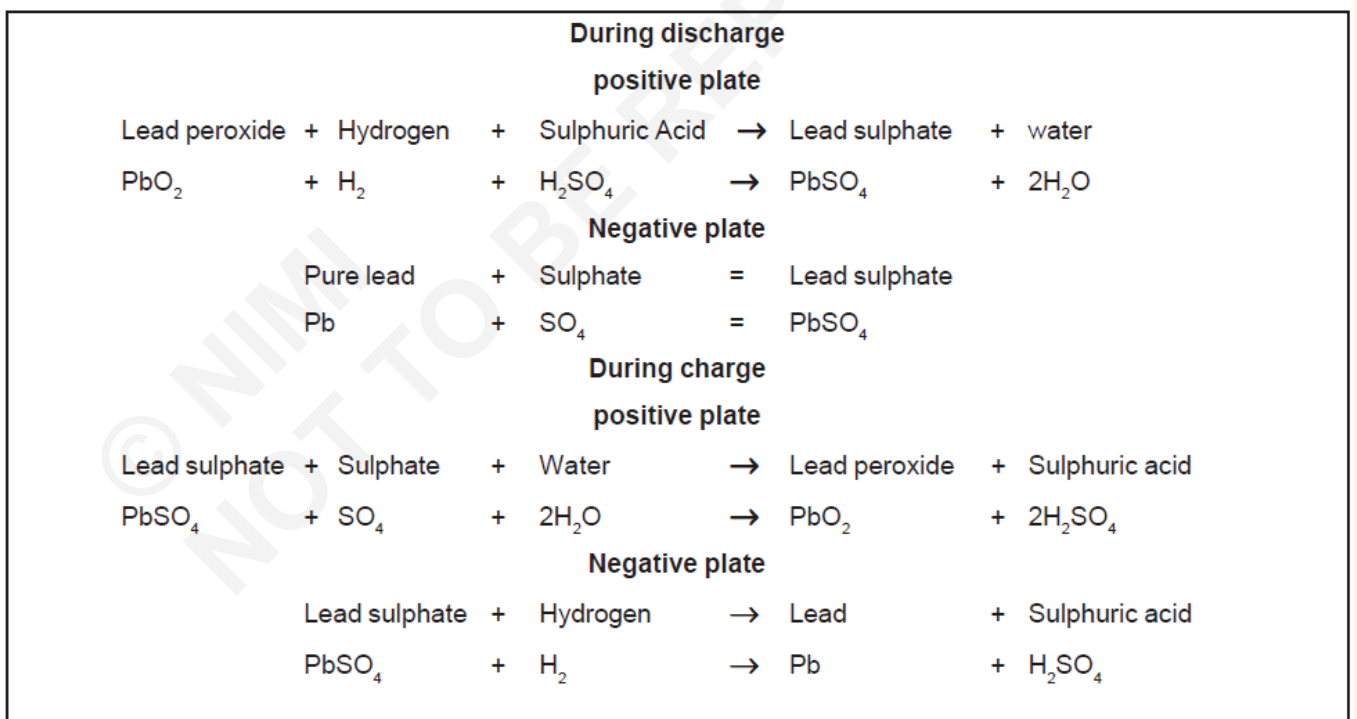 During discharge
positive plate
Lead peroxide + Hydrogen + Sulphuric Acid → Lead sulphate + water
PbO₂ + H₂ + H₂SO₄ → PbSO₄ + 2H₂O
Negative plate
Pure lead + Sulphate = Lead sulphate
Pb + SO₄ = PbSO₄
During charge
positive plate
Lead sulphate + Sulphate + Water → Lead peroxide + Sulphuric acid
PbSO₄ + SO₄ + 2H₂O → PbO₂ + 2H₂SO₄
Negative plate
Lead sulphate + Hydrogen → Lead + Sulphuric acid
PbSO₄ + H₂ → Pb + H₂SO₄
© NIMI
NOT TO BE REP